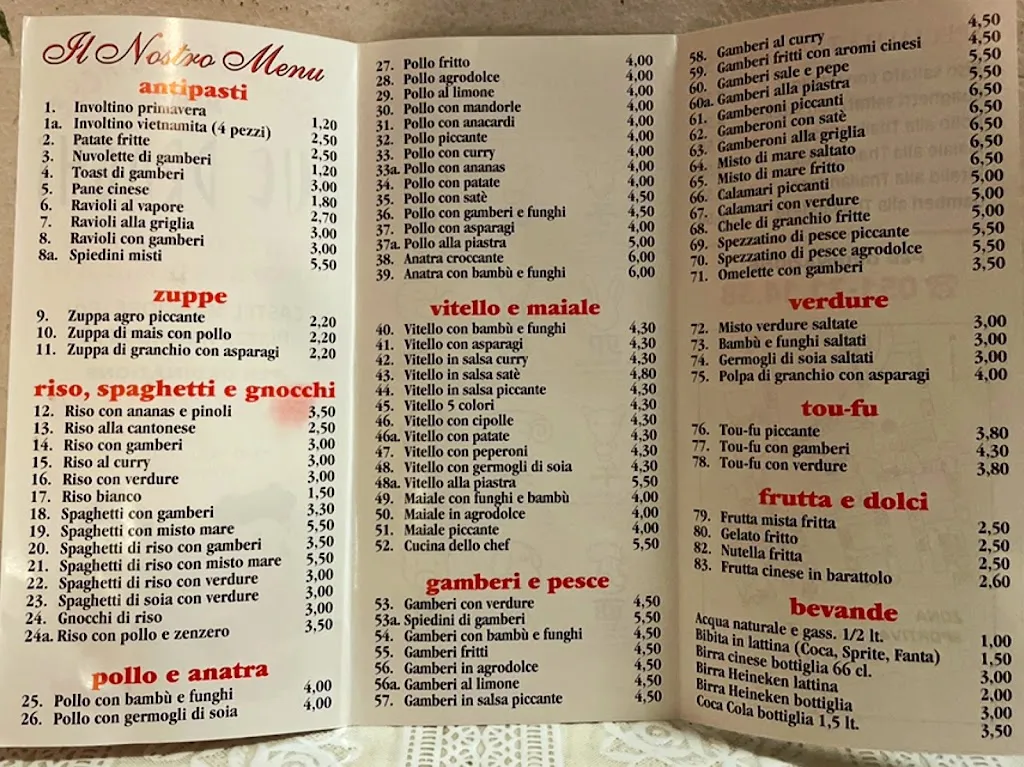 Il Nostro Menu
antipasti
1. Involtino primavera 1,20
1a. Involtino vietnamita (4 pezzi) 2,50
2. Patate fritte 2,50
3. Nuvolette di gamberi 1,20
4. Toast di gamberi 3,00
5. Pane cinese 1,80
6. Ravioli al vapore 2,70
7. Ravioli alla griglia 3,00
8. Ravioli con gamberi 3,00
8a. Spiedini misti 5,50
zuppe
9. Zuppa agro piccante 2,20
10. Zuppa di mais con pollo 2,20
11. Zuppa di granchio con asparagi 2,20
riso, spaghetti e gnocchi
12. Riso con ananas e pinoli 3,50
13. Riso alla cantonese 2,50
14. Riso con gamberi 3,00
15. Riso al curry 3,00
16. Riso con verdure 3,00
17. Riso bianco 1,50
18. Spaghetti con gamberi 3,30
19. Spaghetti con misto mare 5,50
20. Spaghetti di riso con gamberi 3,50
21. Spaghetti di riso con misto mare 5,50
22. Spaghetti di riso con verdure 3,00
23. Spaghetti di soia con verdure 3,00
24. Gnocchi di riso 3,00
24a. Riso con pollo e zenzero 3,50
pollo e anatra
25. Pollo con bambù e funghi 4,00
26. Pollo con germogli di soia 4,00
27. Pollo fritto 4,00
28. Pollo agrodolce 4,00
29. Pollo al limone 4,00
30. Pollo con mandorle 4,00
31. Pollo con anacardi 4,00
32. Pollo piccante 4,00
33. Pollo con curry 4,00
33a. Pollo con ananas 4,00
34. Pollo con patate 4,00
35. Pollo con satè 4,50
36. Pollo con gamberi e funghi 4,50
37. Pollo con asparagi 4,00
37a. Pollo alla piastra 5,00
38. Anatra croccante 6,00
39. Anatra con bambù e funghi 6,00
vitello e maiale
40. Vitello con bambù e funghi 4,30
41. Vitello con asparagi 4,30
42. Vitello in salsa curry 4,30
43. Vitello in salsa satè 4,80
44. Vitello in salsa piccante 4,30
45. Vitello 5 colori 4,30
46. Vitello con cipolle 4,30
46a. Vitello con patate 4,30
47. Vitello con peperoni 4,30
48. Vitello con germogli di soia 4,30
48a. Vitello alla piastra 5,50
49. Maiale con funghi e bambù 4,00
50. Maiale in agrodolce 4,00
51. Maiale piccante 4,00
52. Cucina dello chef 5,50
gamberi e pesce
53. Gamberi con verdure 4,50
53a. Spiedini di gamberi 5,50
54. Gamberi con bambù e funghi 4,50
55. Gamberi fritti 4,50
56. Gamberi in agrodolce 4,50
56a. Gamberi al limone 4,50
57. Gamberi in salsa piccante 4,50
58. Gamberi al curry 4,50
59. Gamberi fritti con aromi cinesi 4,50
60. Gamberi sale e pepe 5,50
60a. Gamberi alla piastra 5,50
61. Gamberoni piccanti 6,50
62. Gamberoni con satè 6,50
63. Gamberoni alla griglia 6,50
64. Misto di mare saltato 6,50
65. Misto di mare fritto 6,50
66. Calamari piccanti 5,00
67. Calamari con verdure 5,00
68. Chele di granchio fritte 5,00
69. Spezzatino di pesce piccante 5,50
70. Spezzatino di pesce agrodolce 5,50
71. Omelette con gamberi 3,50
verdure
72. Misto verdure saltate 3,00
73. Bambù e funghi saltati 3,00
74. Germogli di soia saltati 3,00
75. Polpa di granchio con asparagi 4,00
tou-fu
76. Tou-fu piccante 3,80
77. Tou-fu con gamberi 4,30
78. Tou-fu con verdure 3,80
frutta e dolci
79. Frutta mista fritta 2,50
80. Gelato fritto 2,50
82. Nutella fritta 2,50
83. Frutta cinese in barattolo 2,60
bevande
Acqua naturale e gass. 1/2 lt. 1,00
Bibita in lattina (Coca, Sprite, Fanta) 1,50
Birra cinese bottiglia 66 cl. 3,00
Birra Heineken lattina 2,00
Birra Heineken bottiglia 3,00
Coca Cola bottiglia 1,5 lt. 3,50